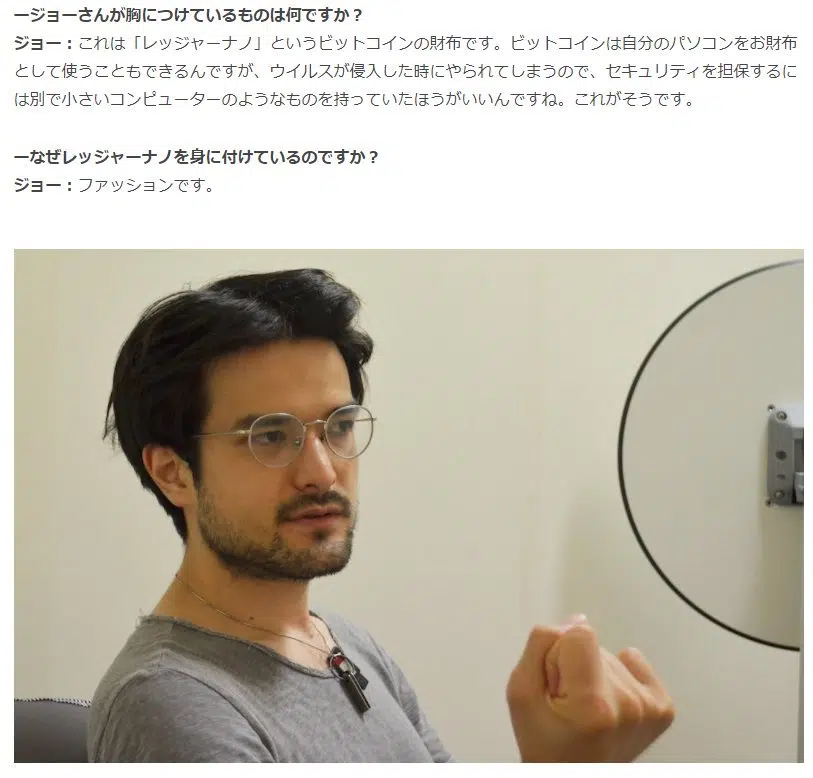 ージョーさんが胸につけているものは何ですか？
ジョー：これは「レッジャーナノ」というビットコインの財布です。ビットコインは自分のパソコンをお財布
として使うこともできるんですが、ウイルスが侵入した時にやられてしまうので、セキュリティを担保するに
は別で小さいコンピューターのようなものを持っていたほうがいいんですね。これがそうです。
ーなぜレッジャーナノを身に付けているのですか？
ジョー：ファッションです。